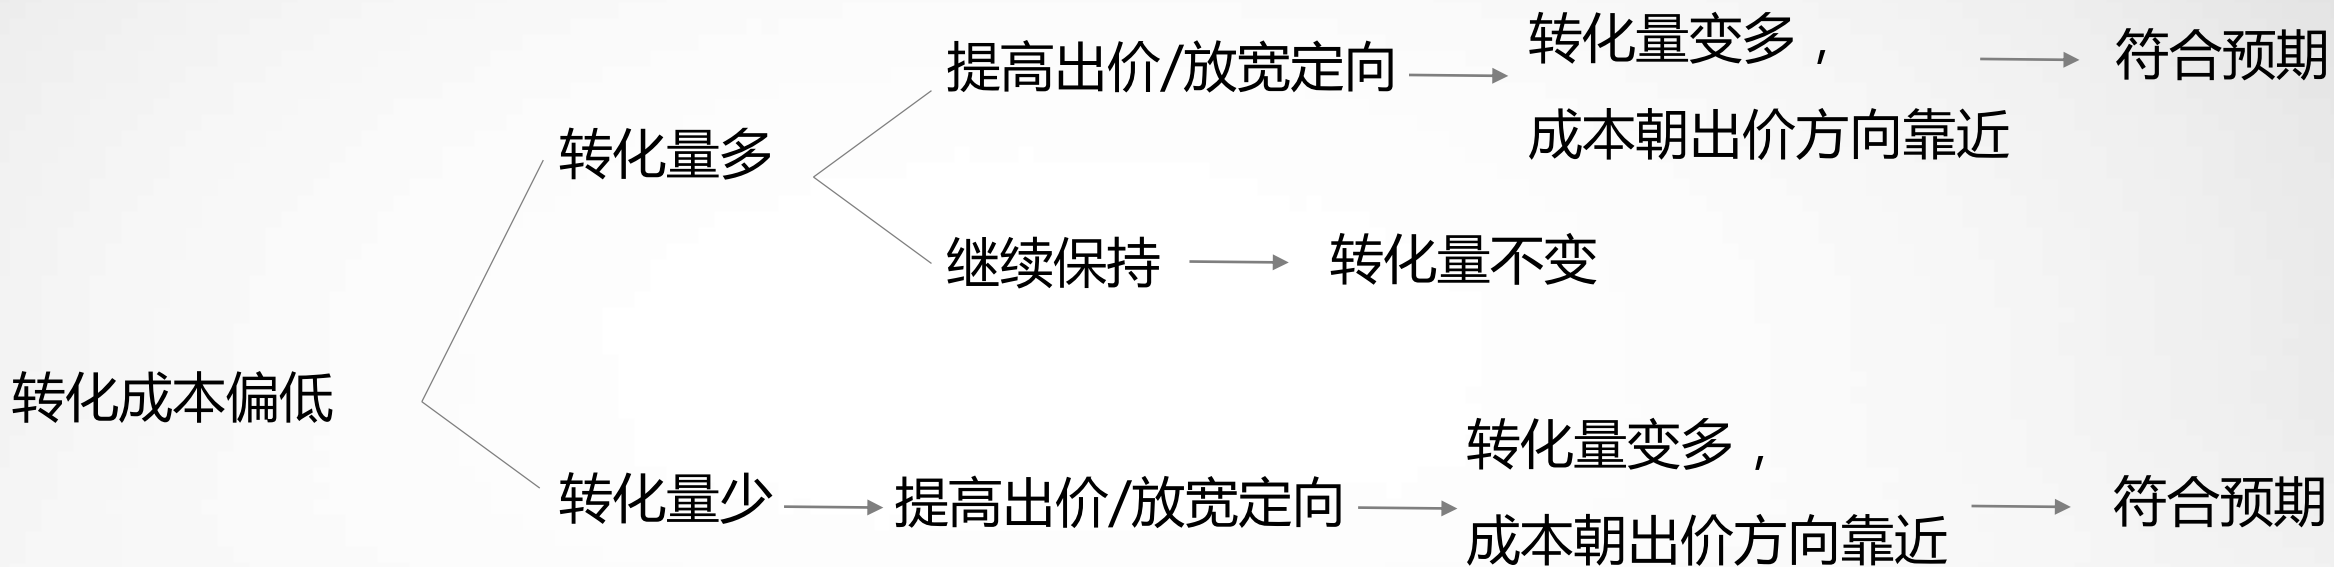 提高出价/放宽定向
转化量变多，
成本朝出价方向靠近
符合预期
转化量多
继续保持
转化量不变
转化成本偏低
转化量少
提高出价/放宽定向
转化量变多，
成本朝出价方向靠近
符合预期